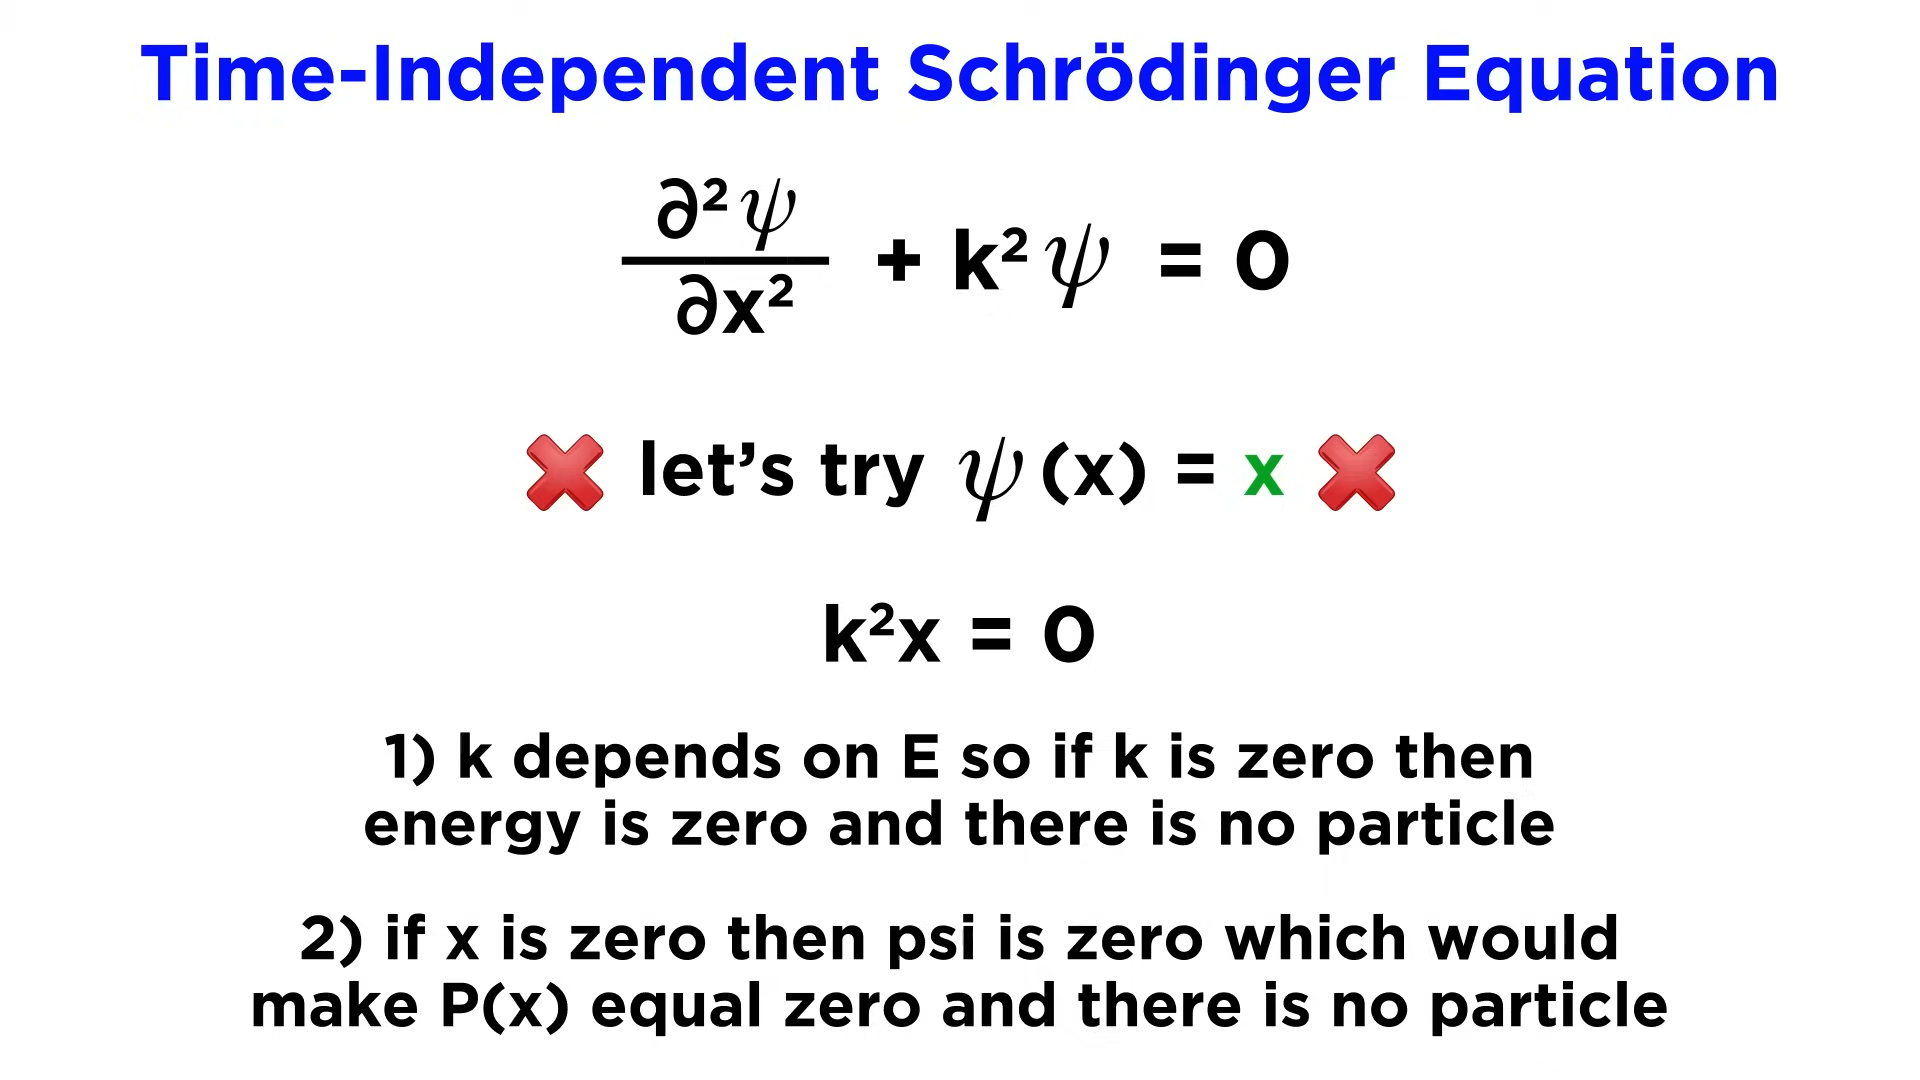 Time-Independent Schrödinger Equation
∂²ψ
+ k²ψ = 0
∂x²
let's try ψ(x) = x
k²x = 0
1) k depends on E so if k is zero then
energy is zero and there is no particle
2) if x is zero then psi is zero which would
make P(x) equal zero and there is no particle